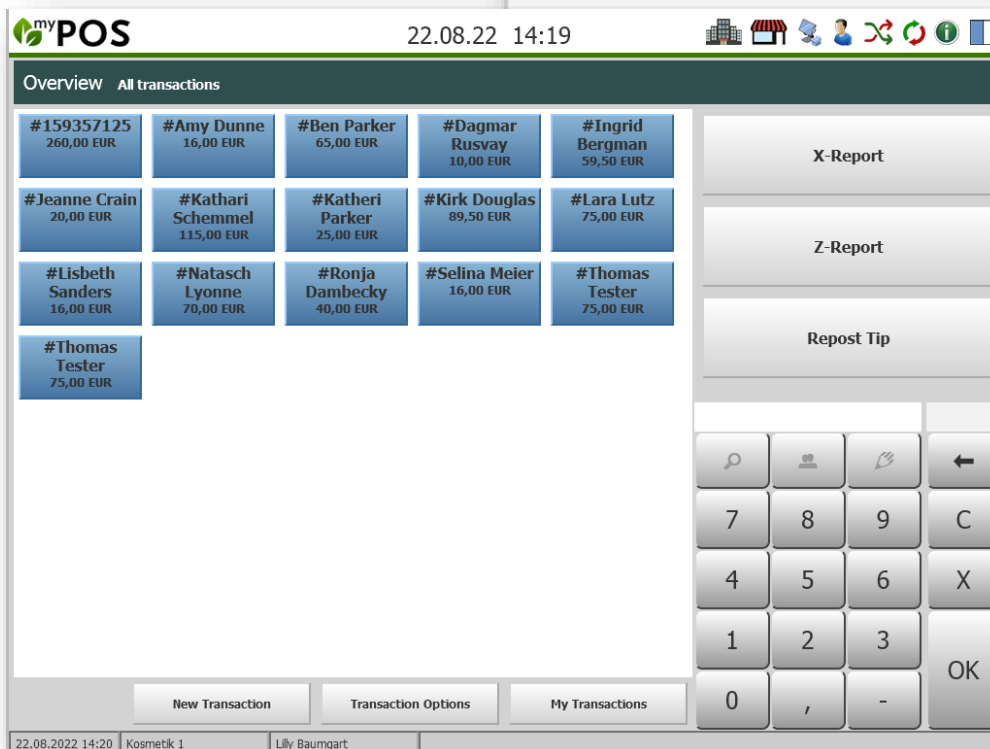 myPOS
22.08.22 14:19
Overview All transactions
#159357125
260,00 EUR
#Amy Dunne
16,00 EUR
#Ben Parker
65,00 EUR
#Dagmar
Rusvay
10,00 EUR
#Ingrid
Bergman
59,50 EUR
#Jeanne Crain
20,00 EUR
#Kathari
Schemmel
115,00 EUR
#Katheri
Parker
25,00 EUR
#Kirk Douglas
89,50 EUR
#Lara Lutz
75,00 EUR
#Lisbeth
Sanders
16,00 EUR
#Natasch
Lyonne
70,00 EUR
#Ronja
Dambecky
40,00 EUR
#Selina Meier
16,00 EUR
#Thomas
Tester
75,00 EUR
#Thomas
Tester
75,00 EUR
X-Report
Z-Report
Repost Tip
7 8 9 C
4 5 6 X
1 2 3
OK
0 , -
New Transaction
Transaction Options
My Transactions
22.08.2022 14:20
Kosmetik 1
Lilly Baumgart